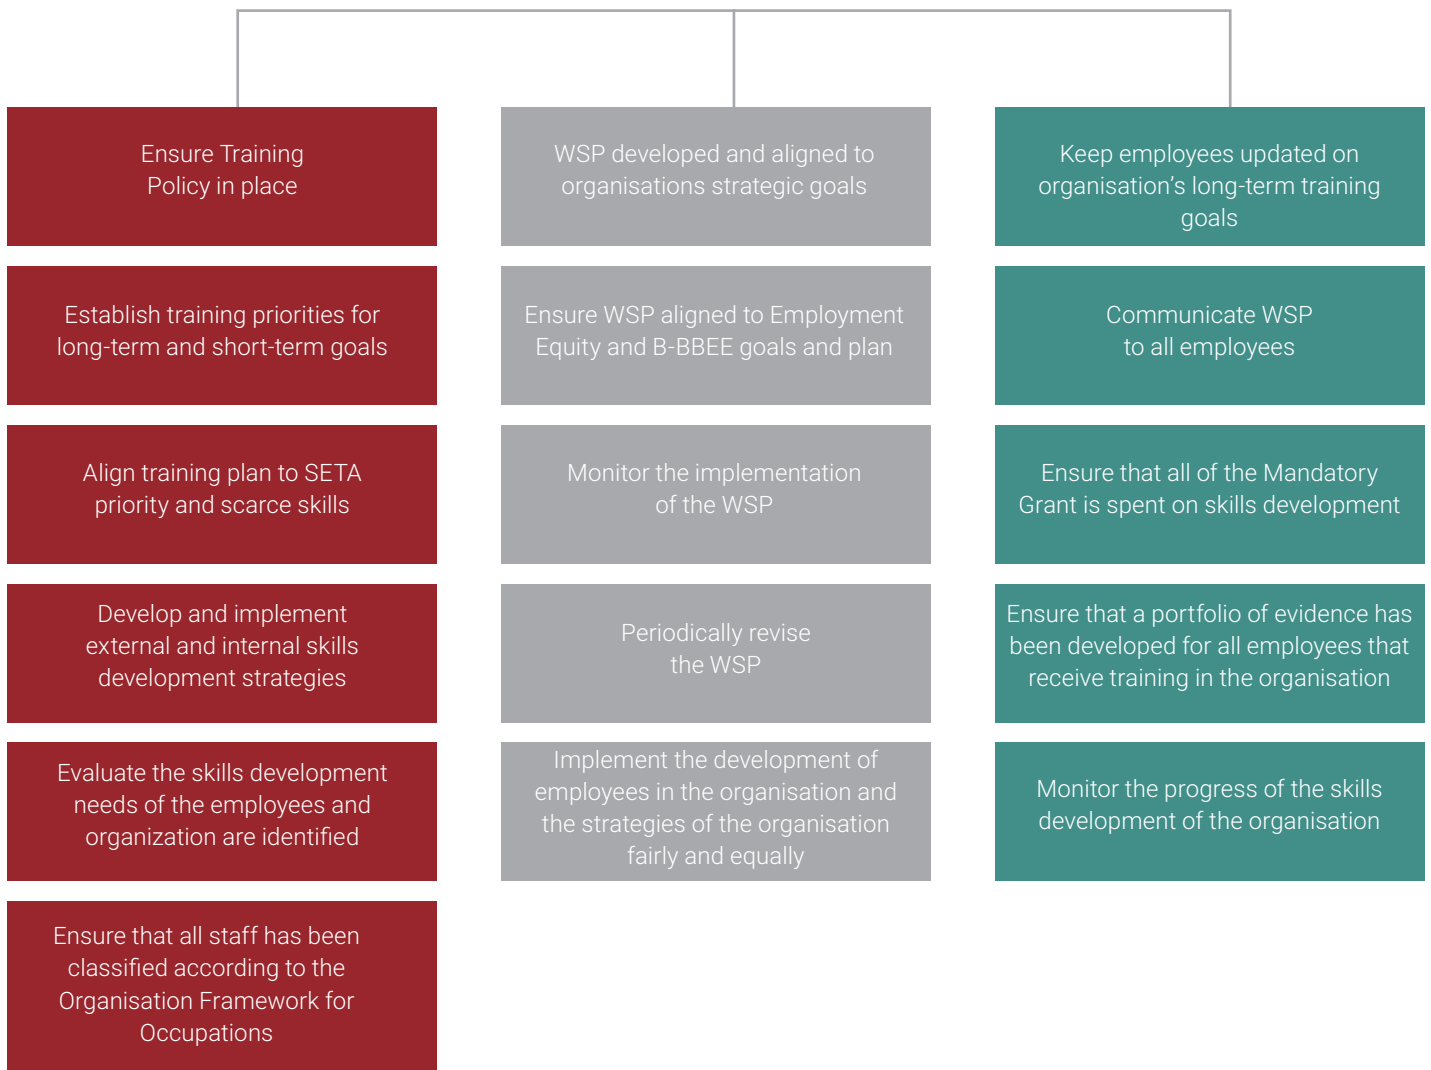 Ensure Training
Policy in place
Establish training priorities for
long-term and short-term goals
Align training plan to SETA
priority and scarce skills
Develop and implement
external and internal skills
development strategies
Evaluate the skills development
needs of the employees and
organization are identified
Ensure that all staff has been
classified according to the
Organisation Framework for
Occupations
WSP developed and aligned to
organisations strategic goals
Ensure WSP aligned to Employment
Equity and B-BBEE goals and plan
Monitor the implementation
of the WSP
Periodically revise
the WSP
Implement the development of
employees in the organisation and
the strategies of the organisation
fairly and equally
Keep employees updated on
organisation’s long-term training
goals
Communicate WSP
to all employees
Ensure that all of the Mandatory
Grant is spent on skills development
Ensure that a portfolio of evidence has
been developed for all employees that
receive training in the organisation
Monitor the progress of the skills
development of the organisation